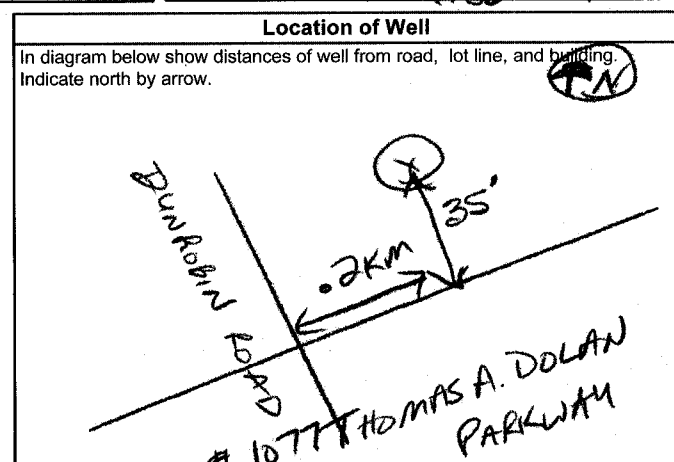 Location of Well
In diagram below show distances of well from road, lot line, and building.
Indicate north by arrow.
N
35'
.2KM
DUNROBIN ROAD
# 1077 THOMAS A. DOLAN
PARKWAY